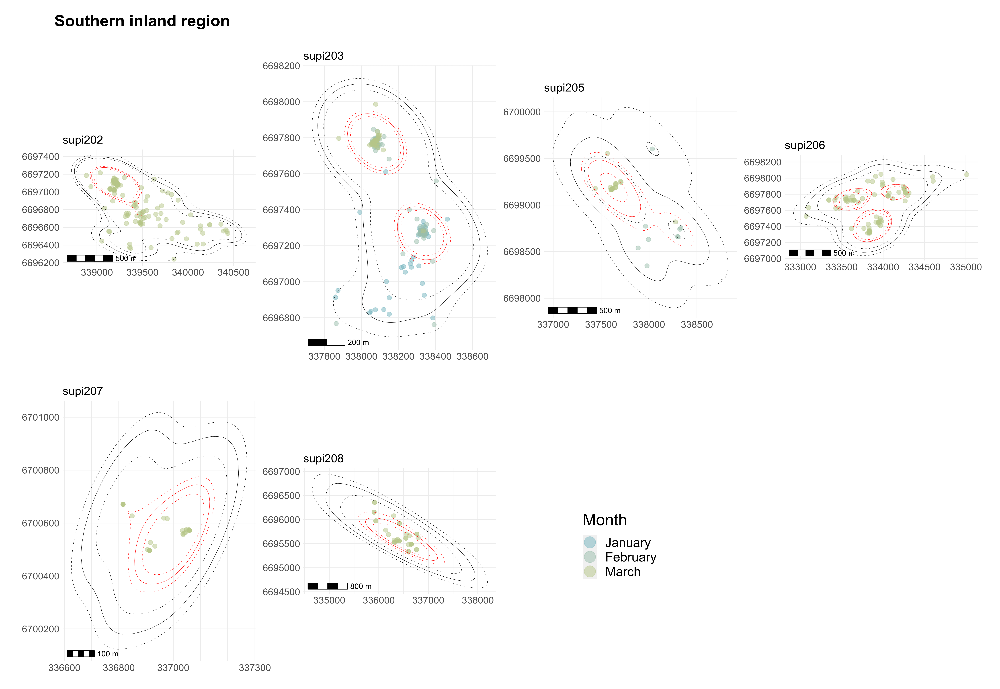 Southern inland region
supi202
6697400
6697200
6697000
6696800
6696600
6696400
6696200
500 m
339000 339500 340000 340500
supi203
6698200
6698000
6697800
6697600
6697400
6697200
6697000
6696800
200 m
337800 338000 338200 338400 338600
supi205
6700000
6699500
6699000
6698500
6698000
500 m
337000 337500 338000 338500
supi206
6698200
6698000
6697800
6697600
6697400
6697200
6697000
500 m
333000 333500 334000 334500 335000
supi207
6701000
6700800
6700600
6700400
6700200
100 m
336600 336800 337000 337300
supi208
6697000
6696500
6696000
6695500
6695000
6694500
800 m
335000 336000 337000 338000
Month
January
February
March